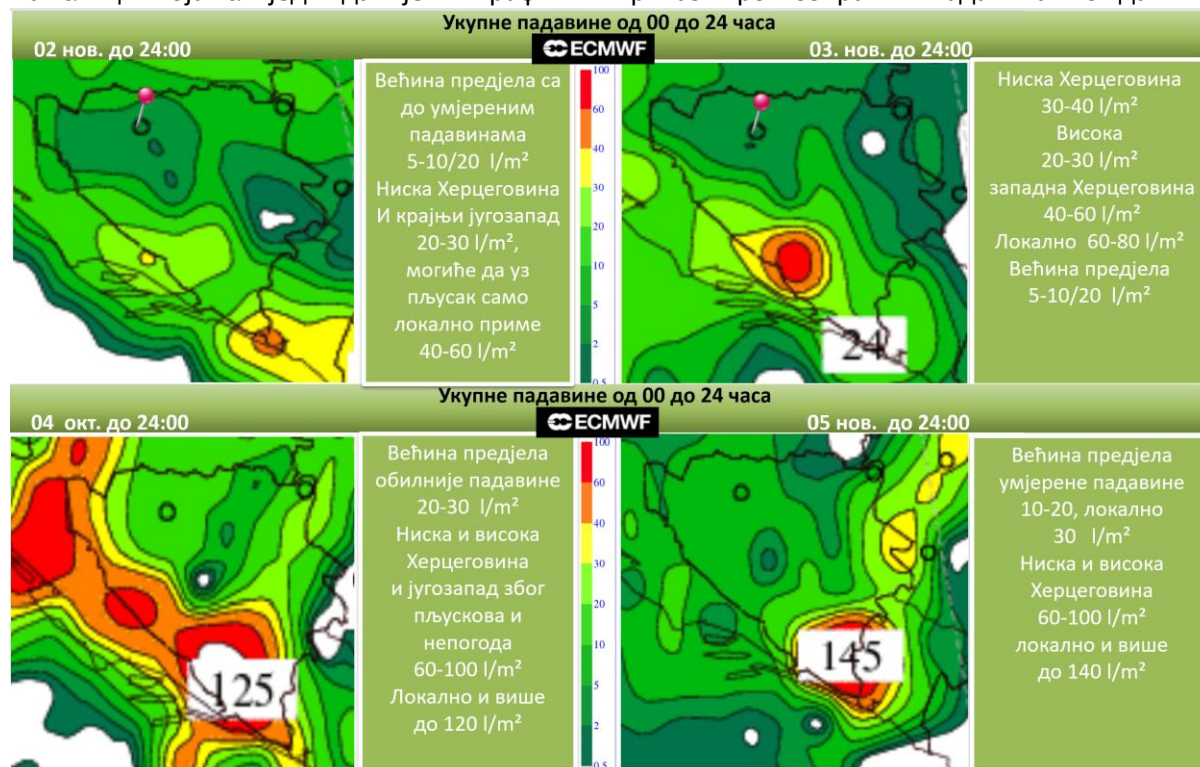 Укупне падавине од 00 до 24 часа
02 нов. до 24:00
ECMWF
03. нов. до 24:00
Већина предјела са
до умјереним
падавинама
5-10/20 l/m²
Ниска Херцеговина
И крајњи југозапад
20-30 l/m²,
могиће да уз
пљусак само
локално приме
40-60 l/m²
100
60
40
30
20
10
5
2
0.5
24
Ниска Херцеговина
30-40 l/m²
Висока
20-30 l/m²
западна Херцеговина
40-60 l/m²
Локално 60-80 l/m²
Већина предјела
5-10/20 l/m²
Укупне падавине од 00 до 24 часа
04 окт. до 24:00
ECMWF
05 нов. до 24:00
125
Већина предјела
обилније падавине
20-30 l/m²
Ниска и висока
Херцеговина
и југозапад због
пљускова и
непогода
60-100 l/m²
Локално и више
до 120 l/m²
100
60
40
30
20
10
5
2
0.5
145
Већина предјела
умјерене падавине
10-20, локално
30 l/m²
Ниска и висока
Херцеговина
60-100 l/m²
локално и више
до 140 l/m²